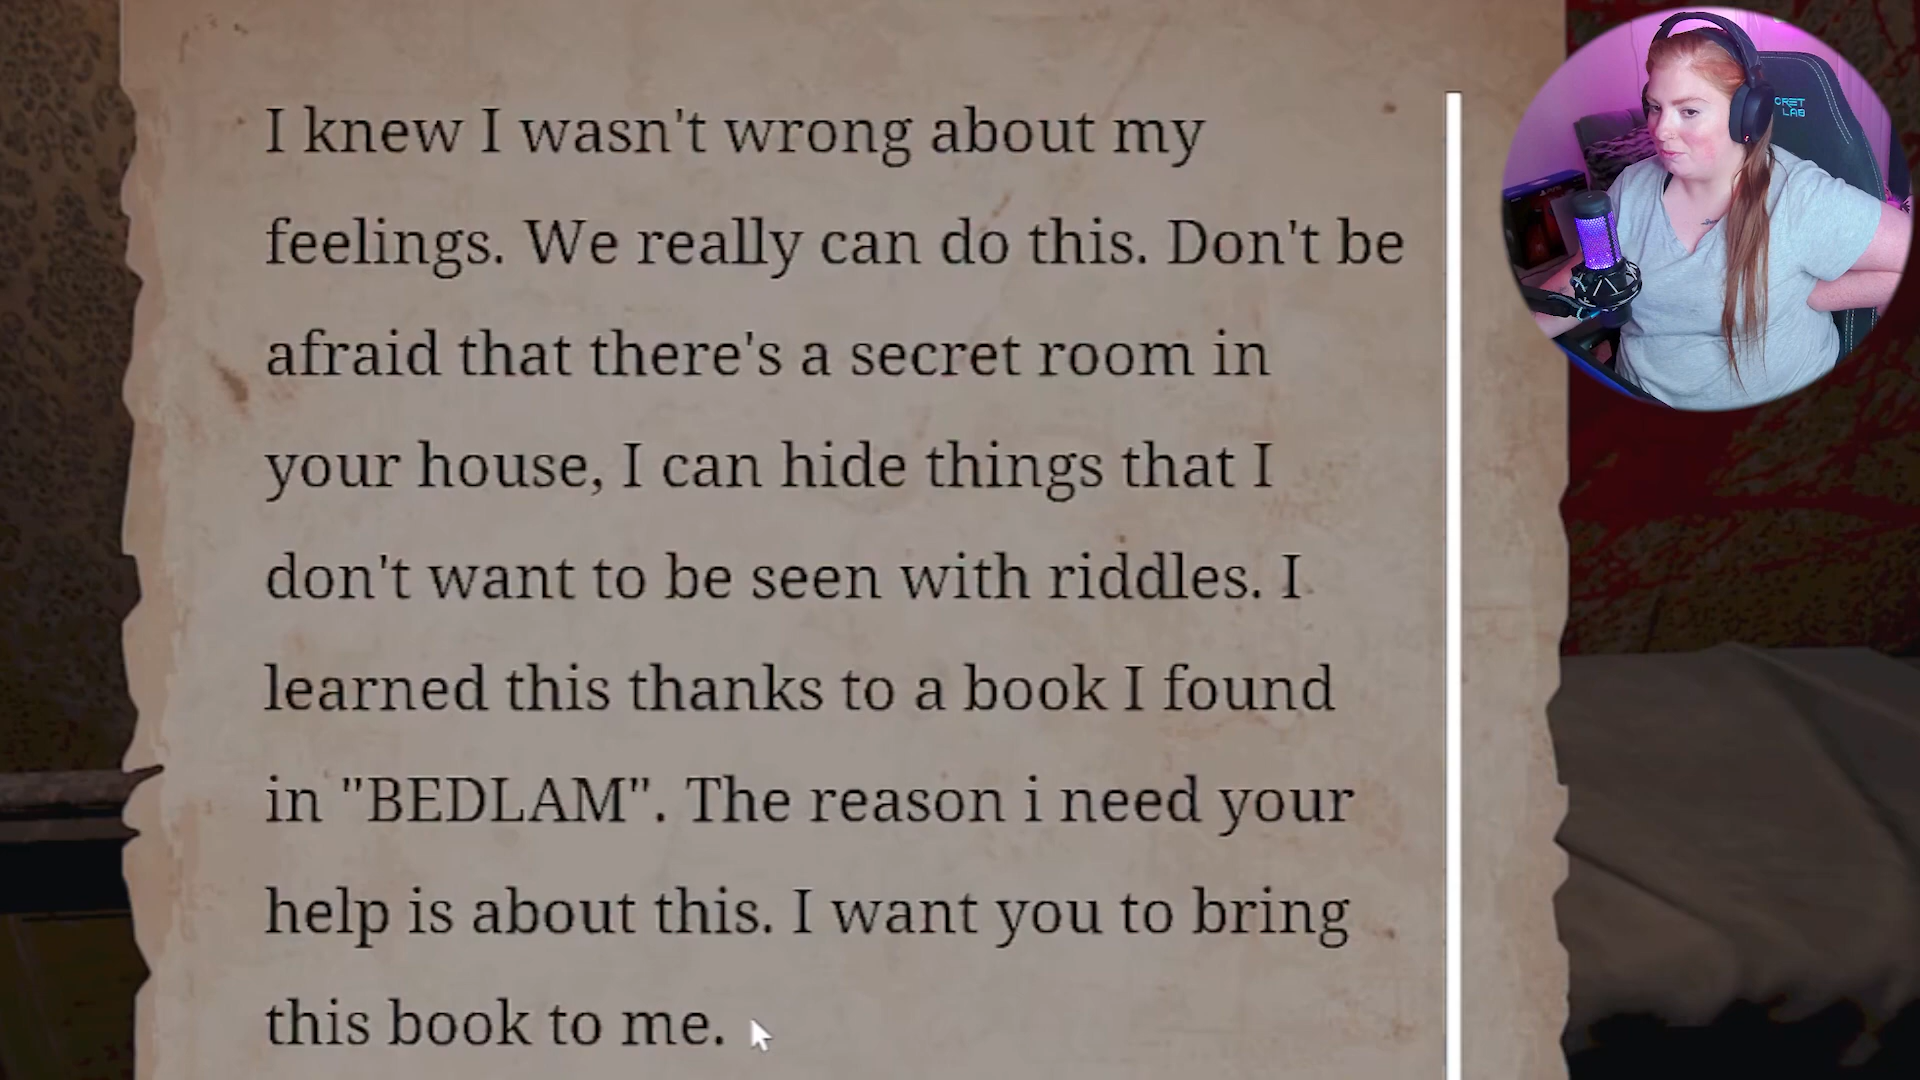 I knew I wasn't wrong about my
feelings. We really can do this. Don't be
afraid that there's a secret room in
your house, I can hide things that I
don't want to be seen with riddles. I
learned this thanks to a book I found
in "BEDLAM". The reason i need your
help is about this. I want you to bring
this book to me.
CRET
LAB